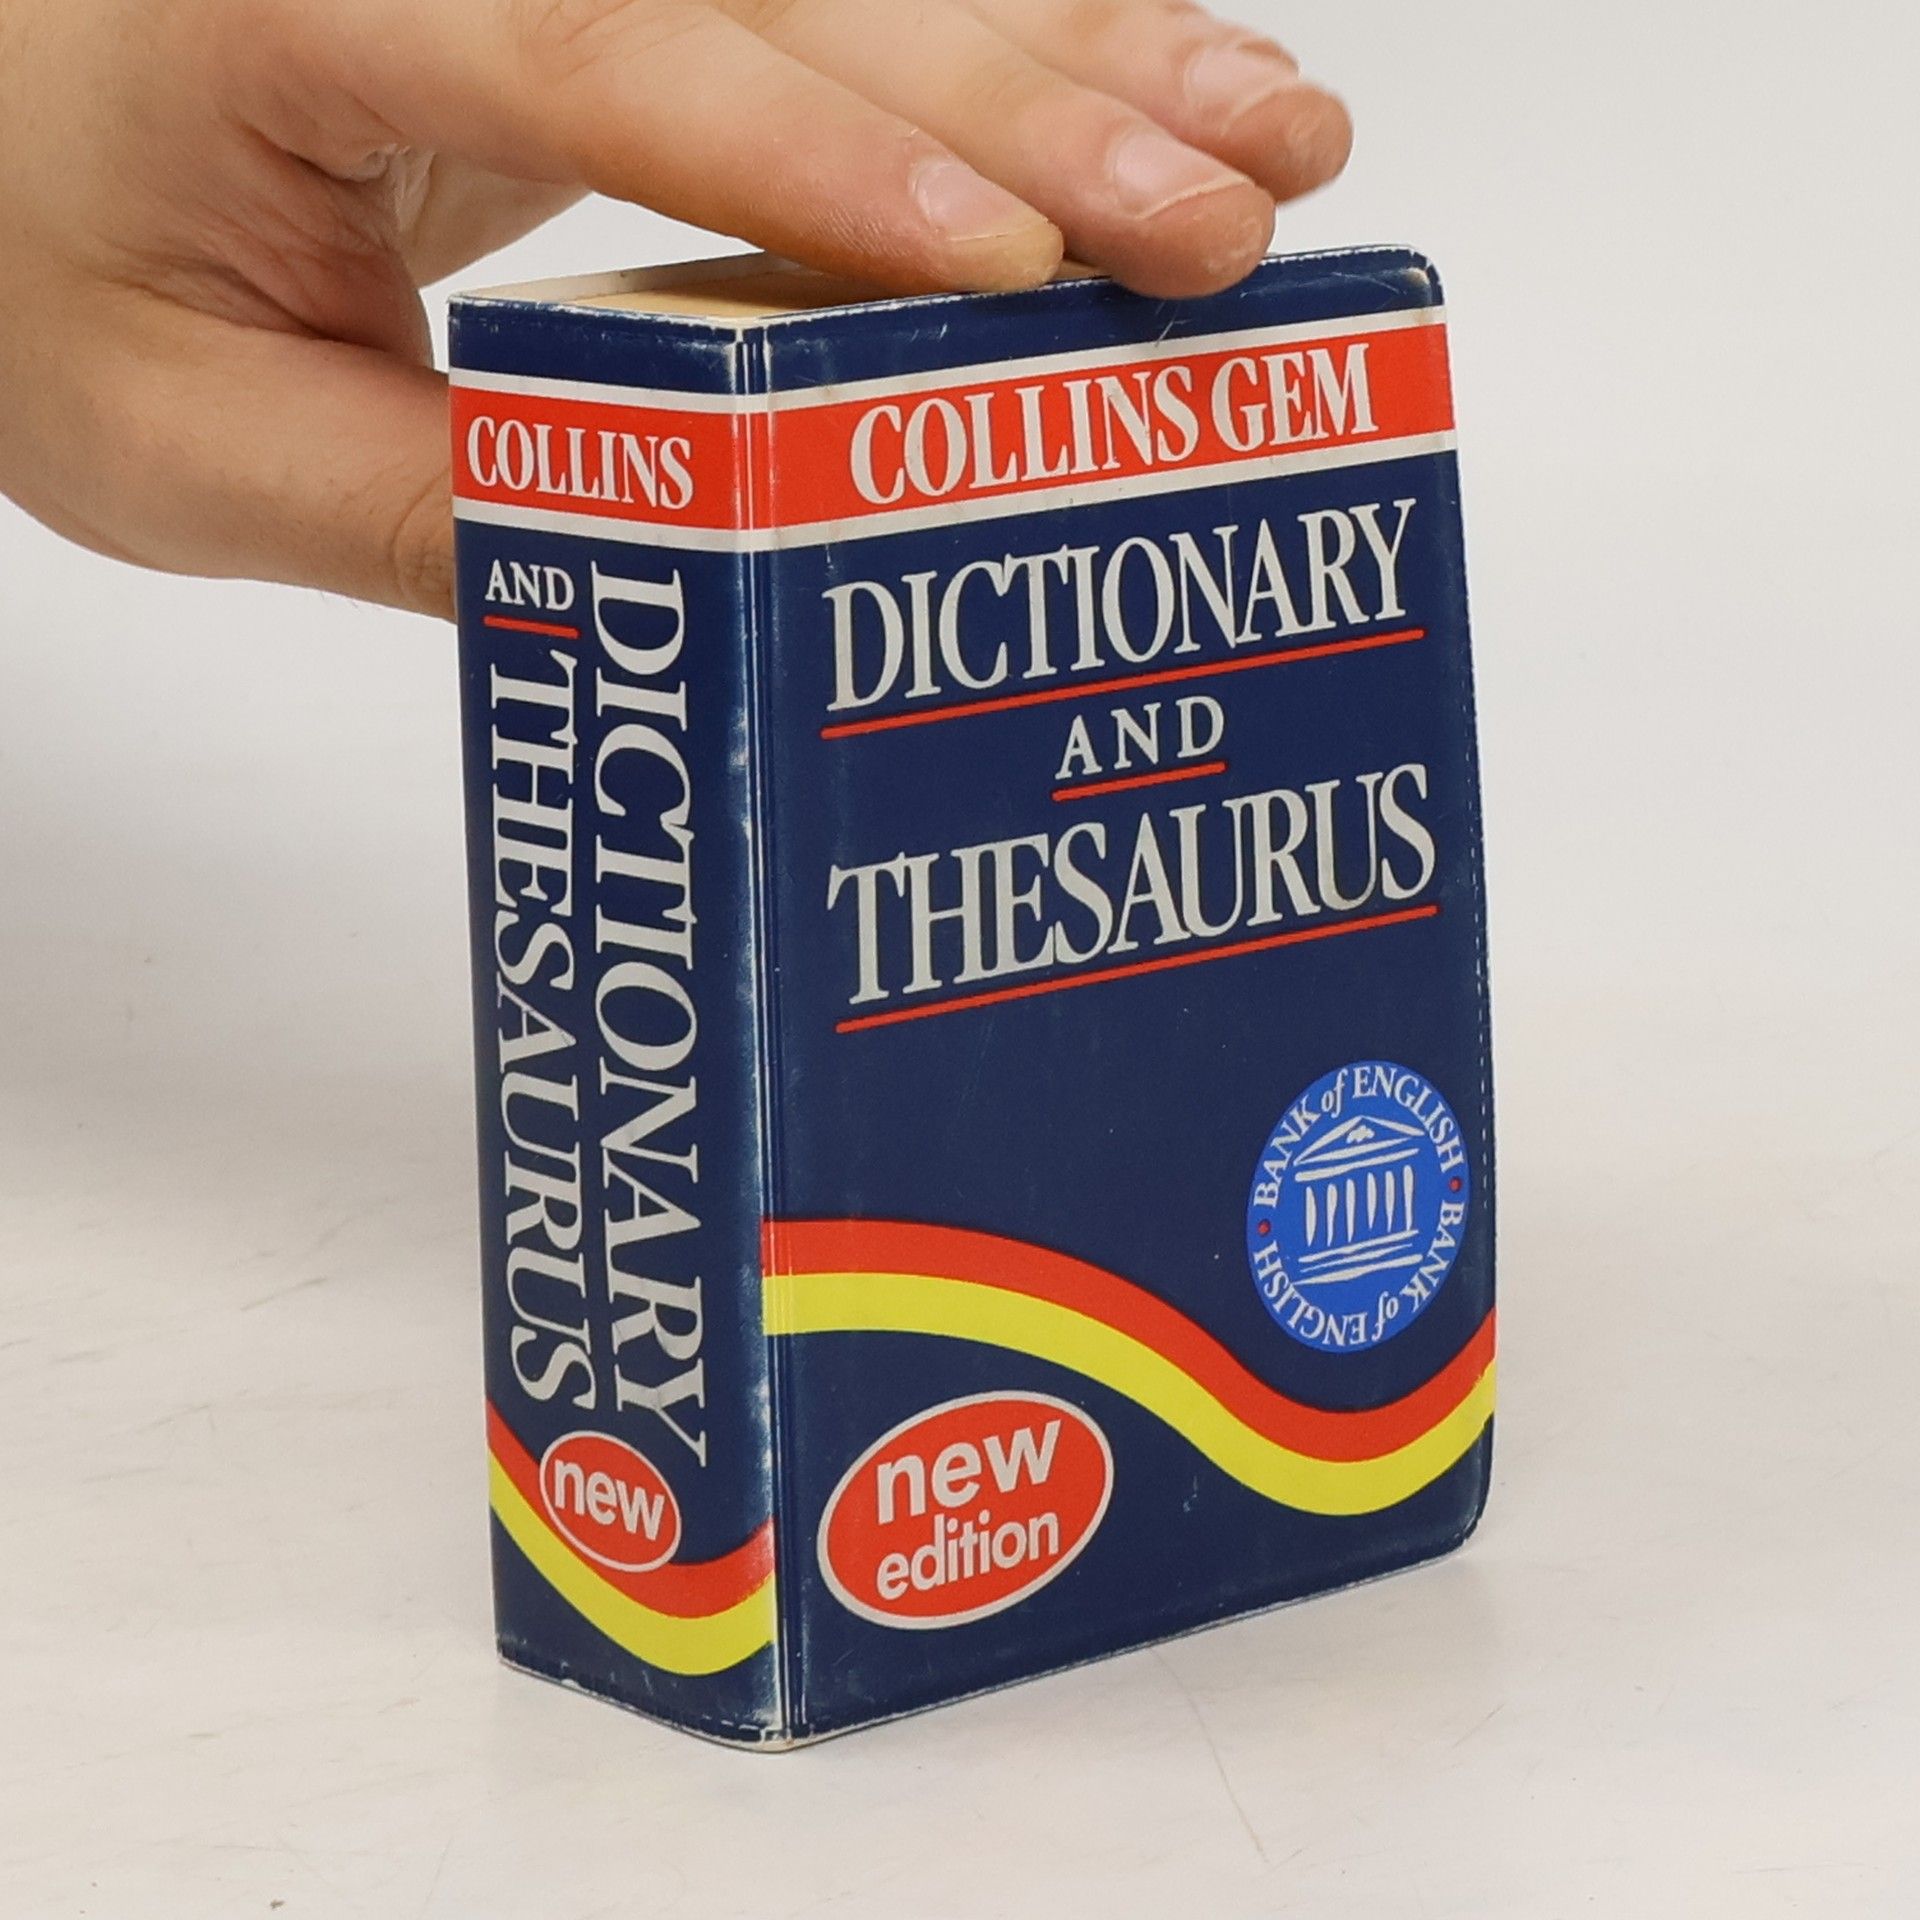 COLLINS
DICTIONARY
AND THESAURUS
new
COLLINS GEM
DICTIONARY
AND
THESAURUS
BANK of ENGLISH • BANK of ENGLISH •
new
edition